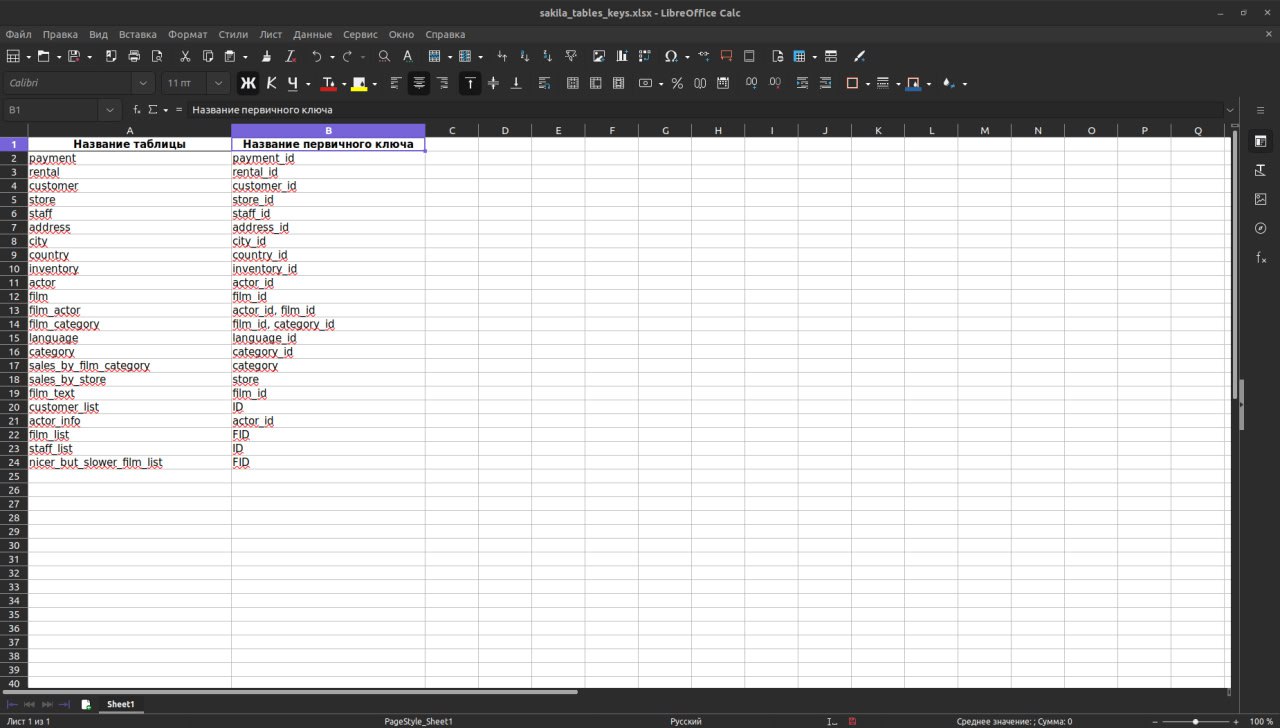 sakila_tables_keys.xlsx - LibreOffice Calc
Файл Правка Вид Вставка Формат Стили Лист Данные Сервис Окно Справка
Calibri 11 пт Ж К Ч
B1 Название первичного ключа
A B C D E F G H I J K L M N O P Q
1 Название таблицы Название первичного ключа
2 payment payment_id
3 rental rental_id
4 customer customer_id
5 store store_id
6 staff staff_id
7 address address_id
8 city city_id
9 country country_id
10 inventory inventory_id
11 actor actor_id
12 film film_id
13 film_actor actor_id, film_id
14 film_category film_id, category_id
15 language language_id
16 category category_id
17 sales_by_film_category category
18 sales_by_store store
19 film_text film_id
20 customer_list ID
21 actor_info actor_id
22 film_list FID
23 staff_list ID
24 nicer_but_slower_film_list FID
25
26
27
28
29
30
31
32
33
34
35
36
37
38
39
40
Sheet1
Лист 1 из 1 PageStyle_Sheet1 Русский Среднее значение: ; Сумма: 0 100 %